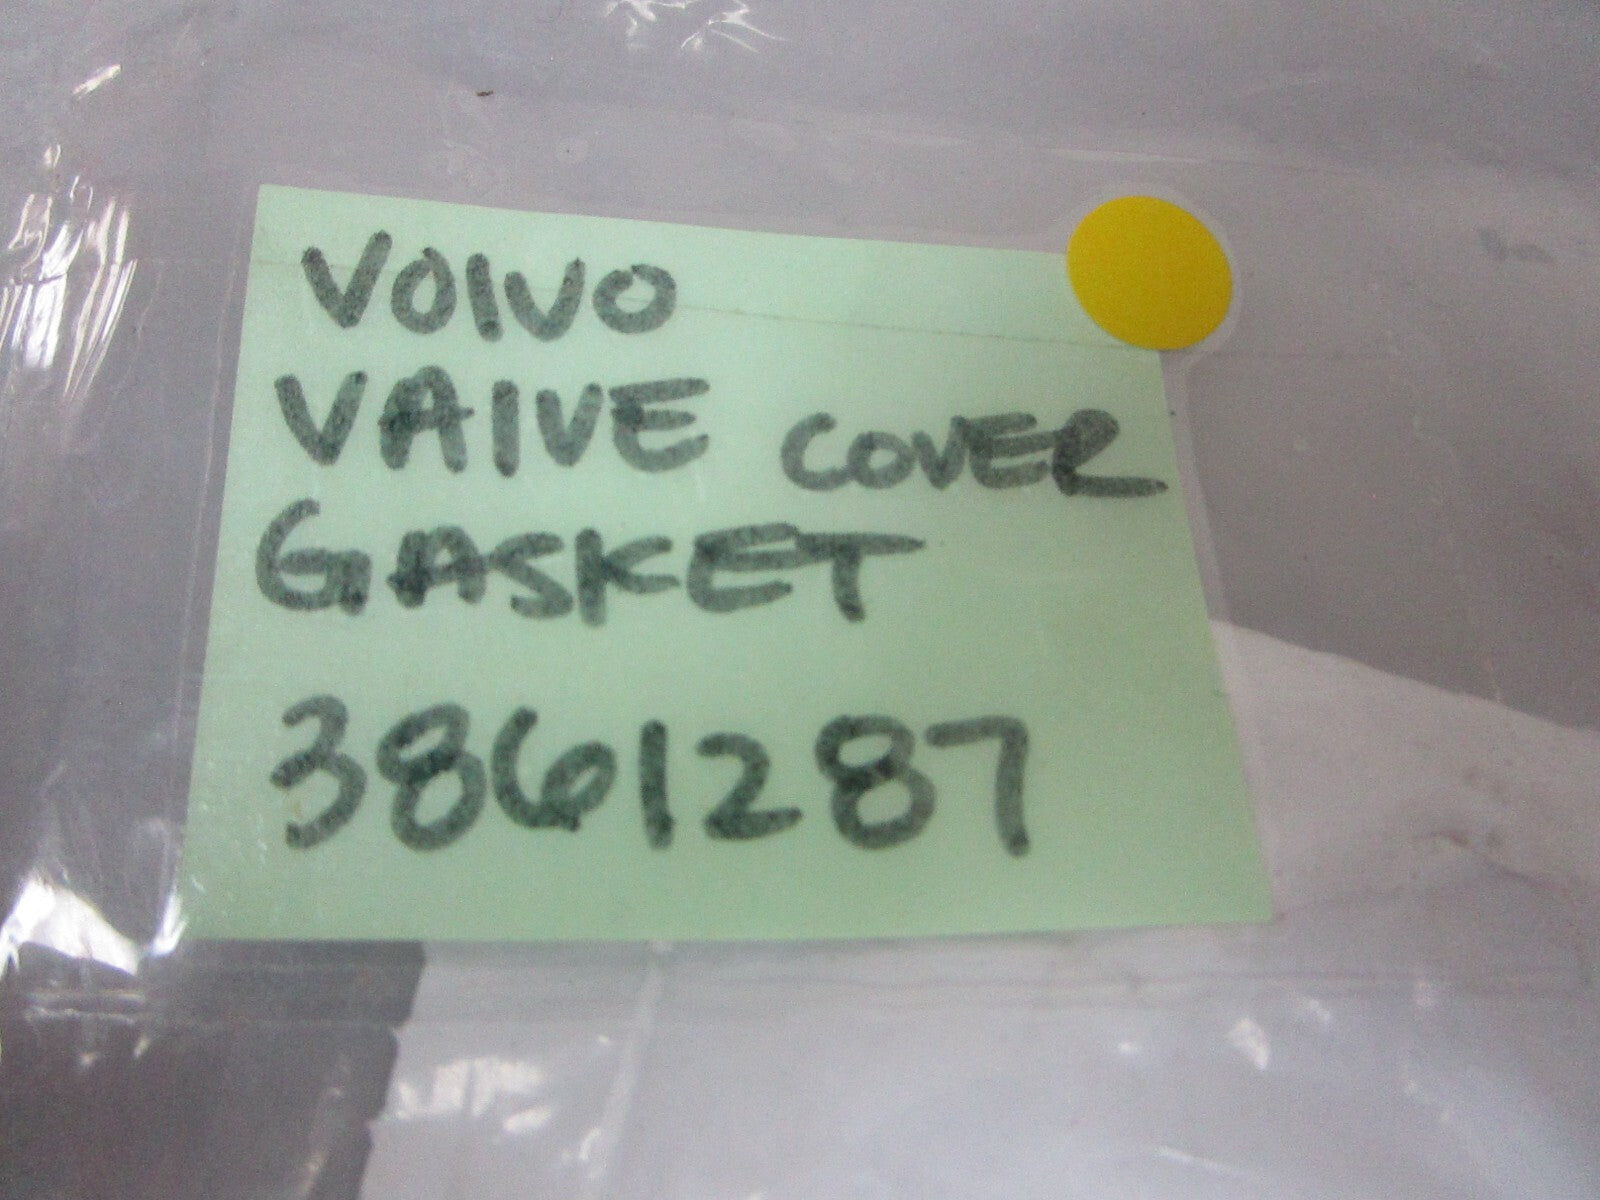 VOlVO
VAlVE COVER
GASKET
3861287